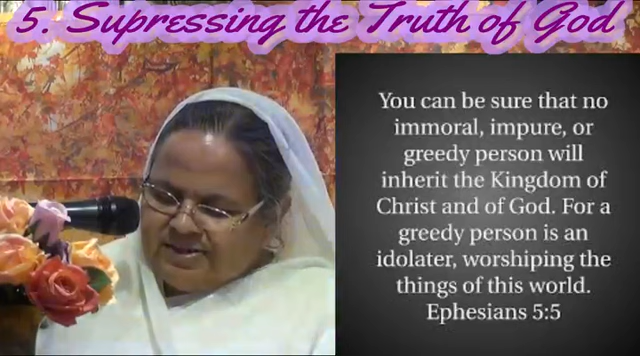 5. Supressing the Truth of God
You can be sure that no
immoral, impure, or
greedy person will
inherit the Kingdom of
Christ and of God. For a
greedy person is an
idolater, worshiping the
things of this world.
Ephesians 5:5